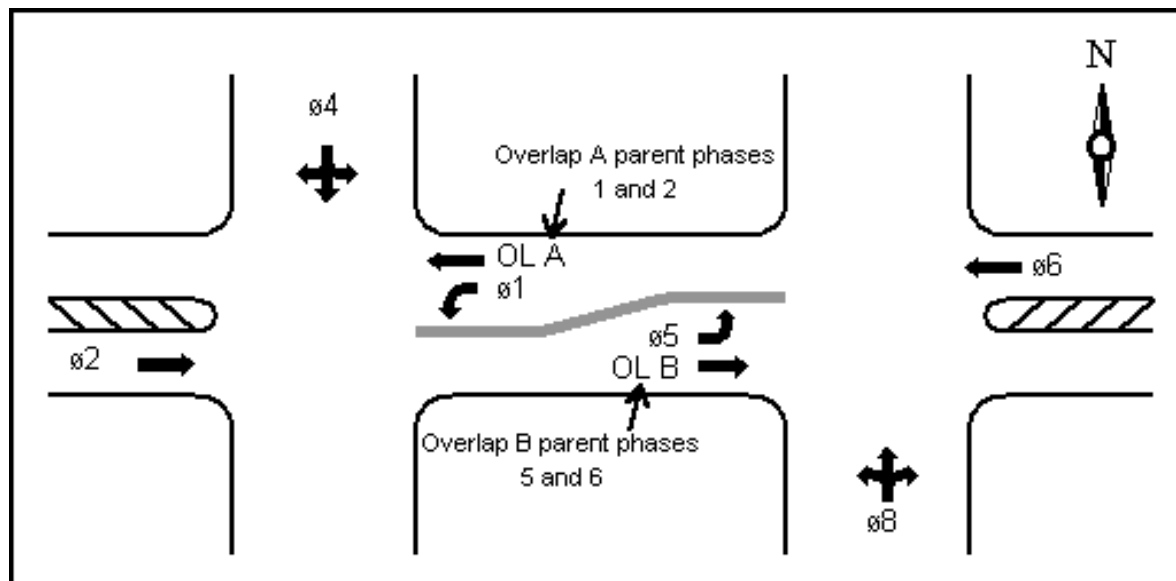 N
ø4
Overlap A parent phases
1 and 2
OL A
ø1
ø6
ø2
ø5
OL B
Overlap B parent phases
5 and 6
ø8